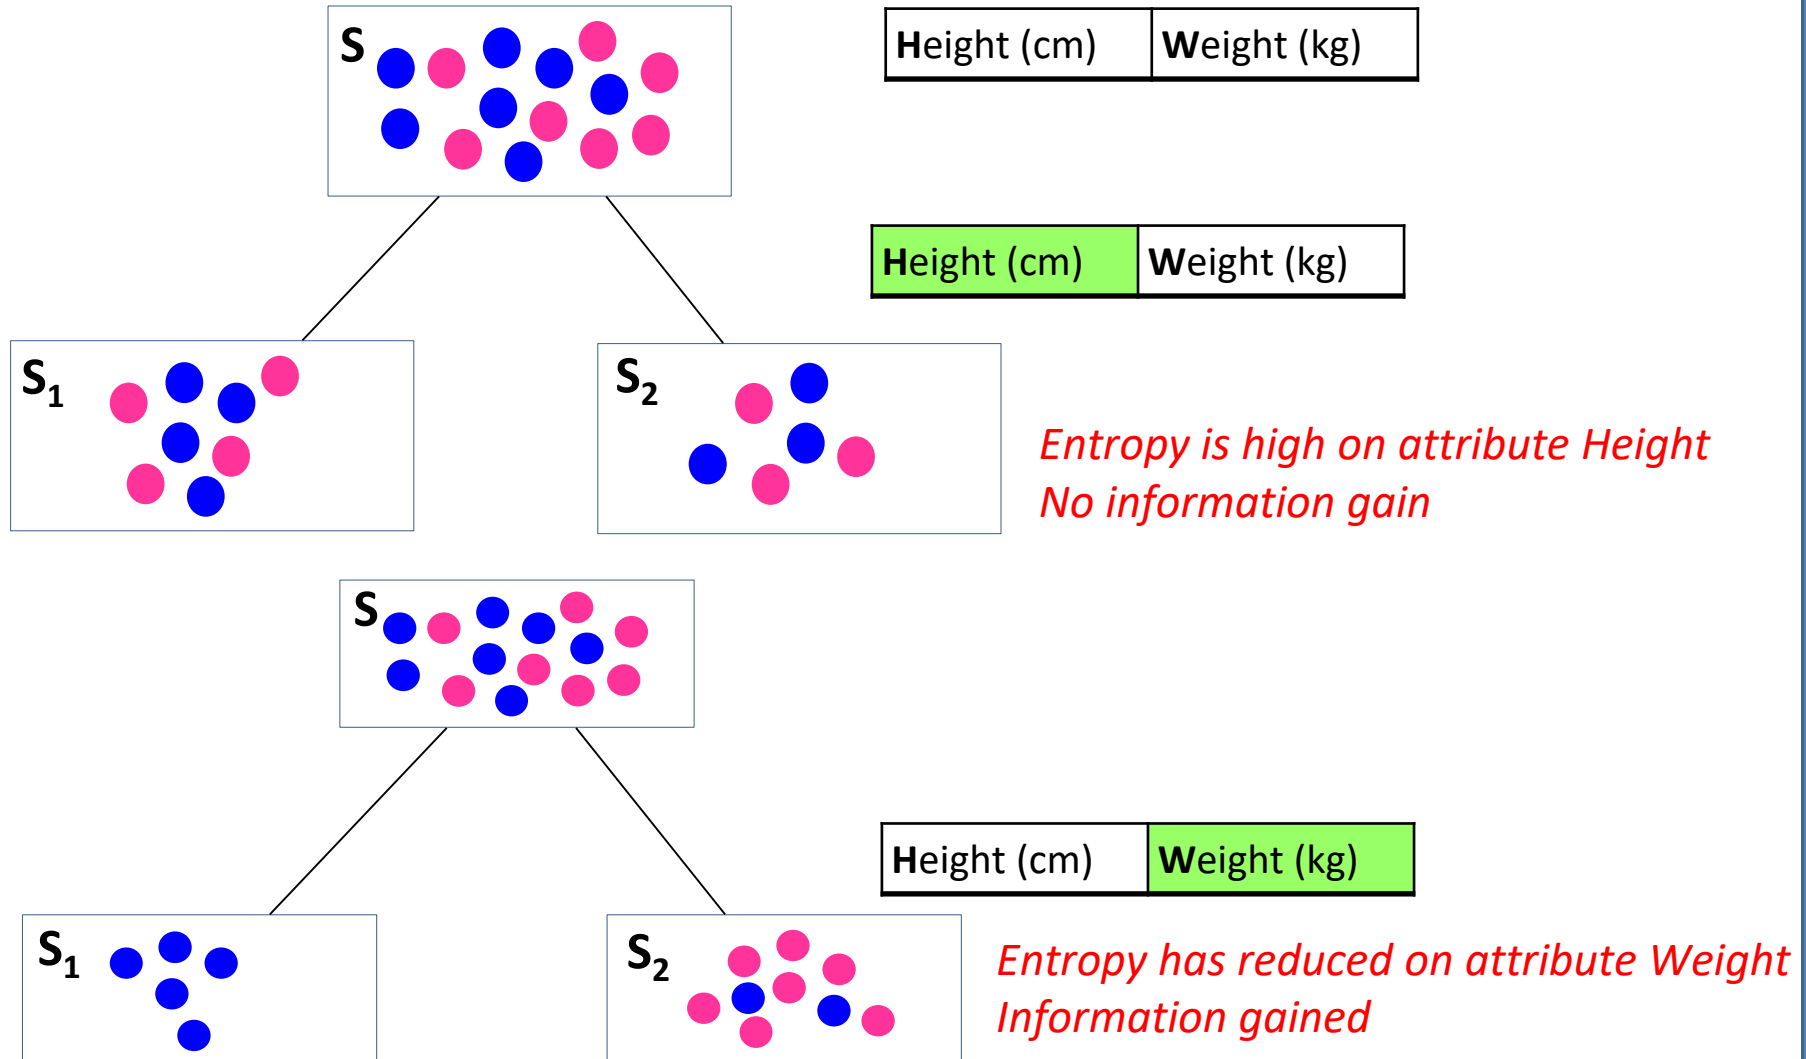 S
Height (cm) Weight (kg)
Height (cm) Weight (kg)
S₁
S₂
Entropy is high on attribute Height
No information gain
S
Height (cm) Weight (kg)
S₁
S₂
Entropy has reduced on attribute Weight
Information gained